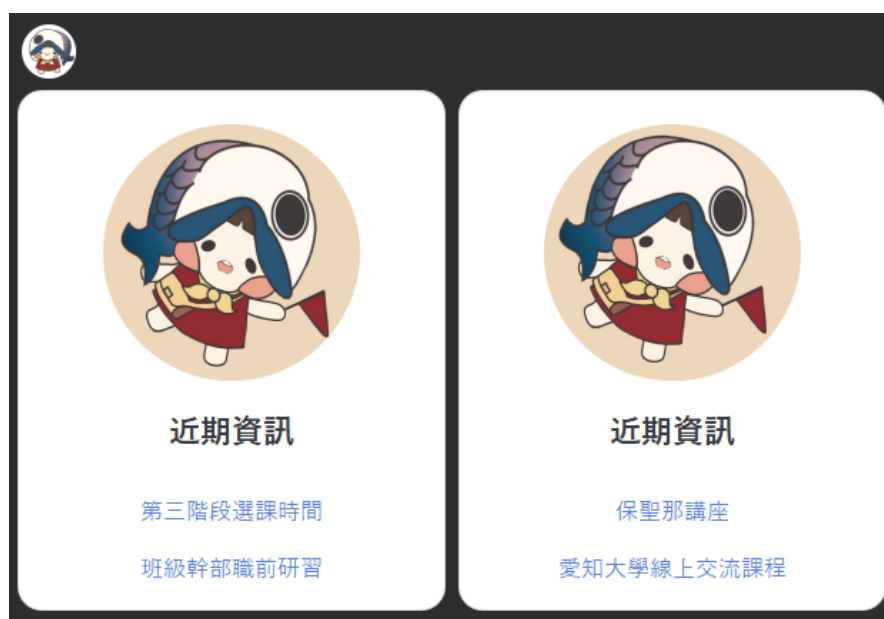 近期資訊
第三階段選課時間
班級幹部職前研習
近期資訊
保聖那講座
愛知大學線上交流課程